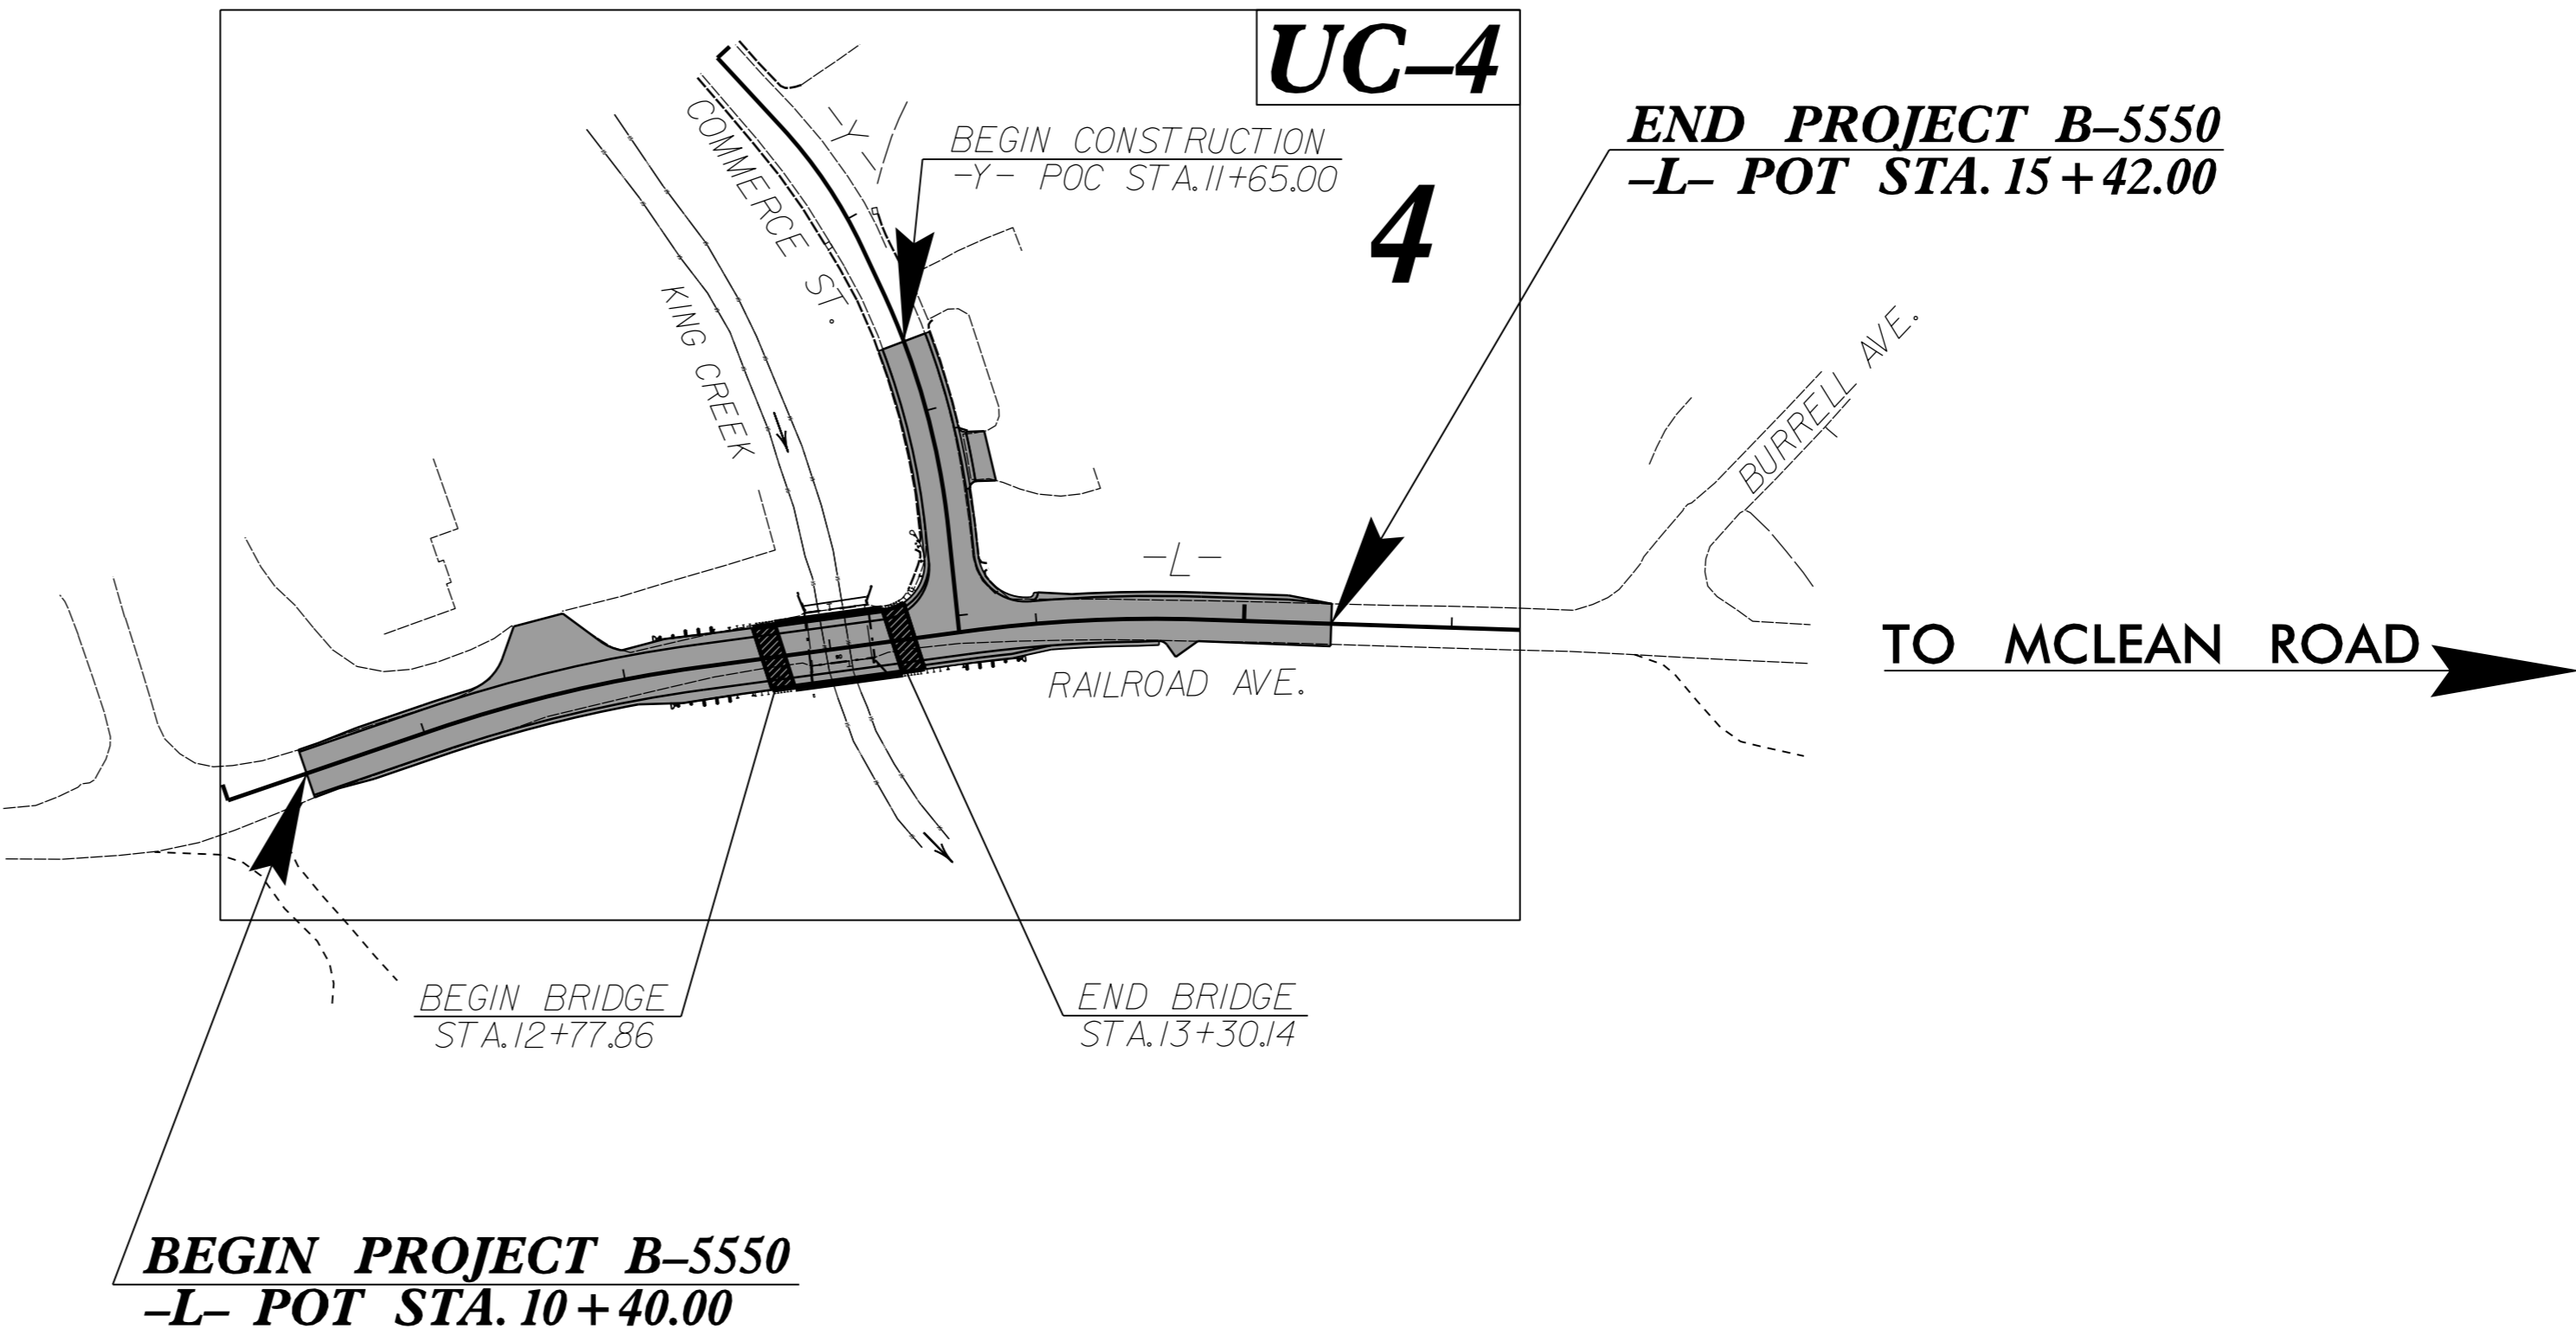 UC–4
COMMERCE ST.
-Y-
BEGIN CONSTRUCTION
-Y- POC STA.11+65.00
END PROJECT B–5550
–L– POT STA. 15+42.00
4
KING CREEK
BURRELL AVE.
-L-
TO MCLEAN ROAD
RAILROAD AVE.
BEGIN BRIDGE
STA.12+77.86
END BRIDGE
STA.13+30.14
BEGIN PROJECT B–5550
–L– POT STA. 10+40.00